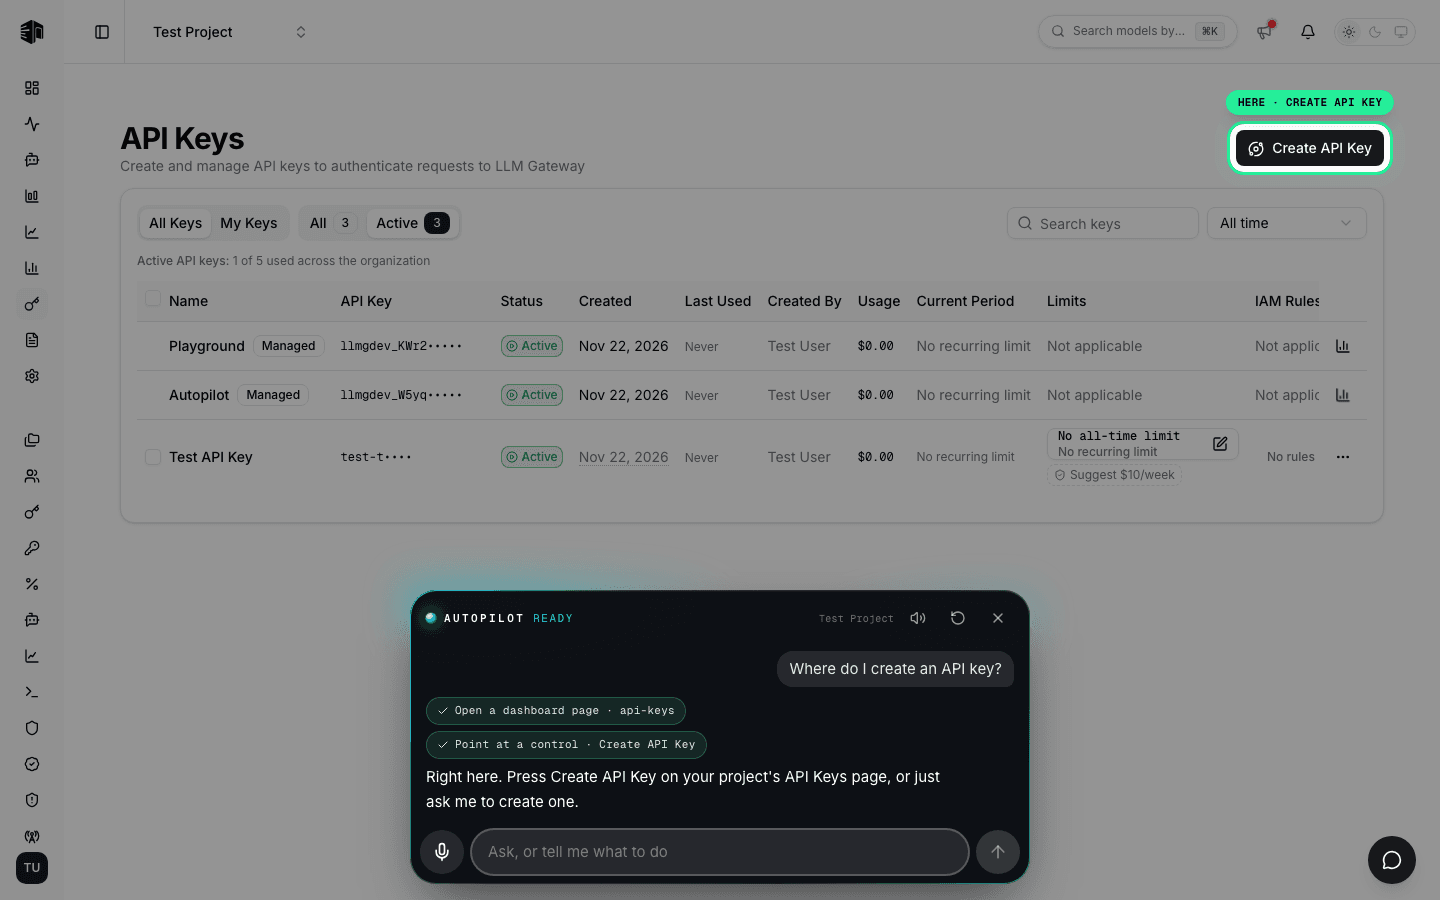 Test Project
Search models by... ⌘K
HERE · CREATE API KEY
API Keys
Create API Key
Create and manage API keys to authenticate requests to LLM Gateway
All Keys My Keys All 3 Active 3
Search keys
All time
Active API keys: 1 of 5 used across the organization
Name API Key Status Created Last Used Created By Usage Current Period Limits IAM Rules
Playground Managed llmgdev_KWr2••••• Active Nov 22, 2026 Never Test User $0.00 No recurring limit Not applicable Not applic
Autopilot Managed llmgdev_W5yq••••• Active Nov 22, 2026 Never Test User $0.00 No recurring limit Not applicable Not applic
No all-time limit
Test API Key test-t•••• Active Nov 22, 2026 Never Test User $0.00 No recurring limit No recurring limit No rules
Suggest $10/week
AUTOPILOT READY
Test Project
Where do I create an API key?
Open a dashboard page · api-keys
Point at a control · Create API Key
Right here. Press Create API Key on your project's API Keys page, or just
ask me to create one.
Ask, or tell me what to do
TU